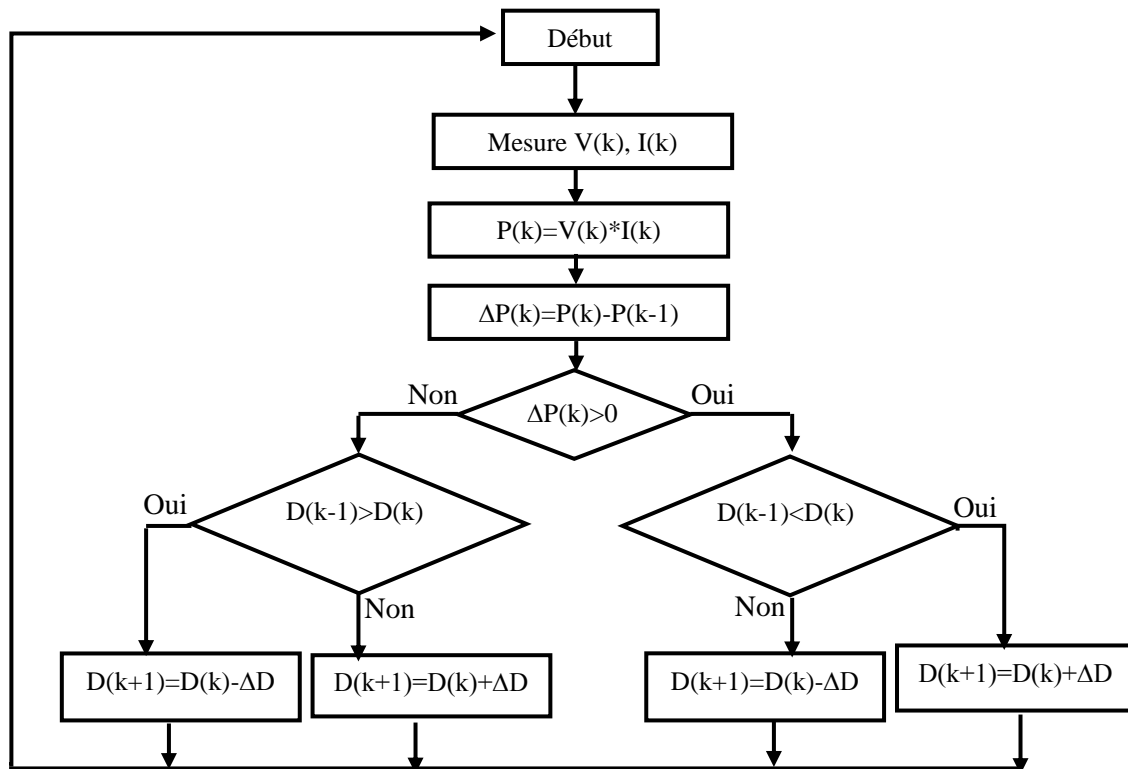 Début
Mesure V(k), I(k)
P(k)=V(k)*I(k)
ΔP(k)=P(k)-P(k-1)
Non
Oui
ΔP(k)>0
Oui
D(k-1)>D(k)
D(k-1)<D(k)
Oui
Non
Non
D(k+1)=D(k)-ΔD
D(k+1)=D(k)+ΔD
D(k+1)=D(k)-ΔD
D(k+1)=D(k)+ΔD